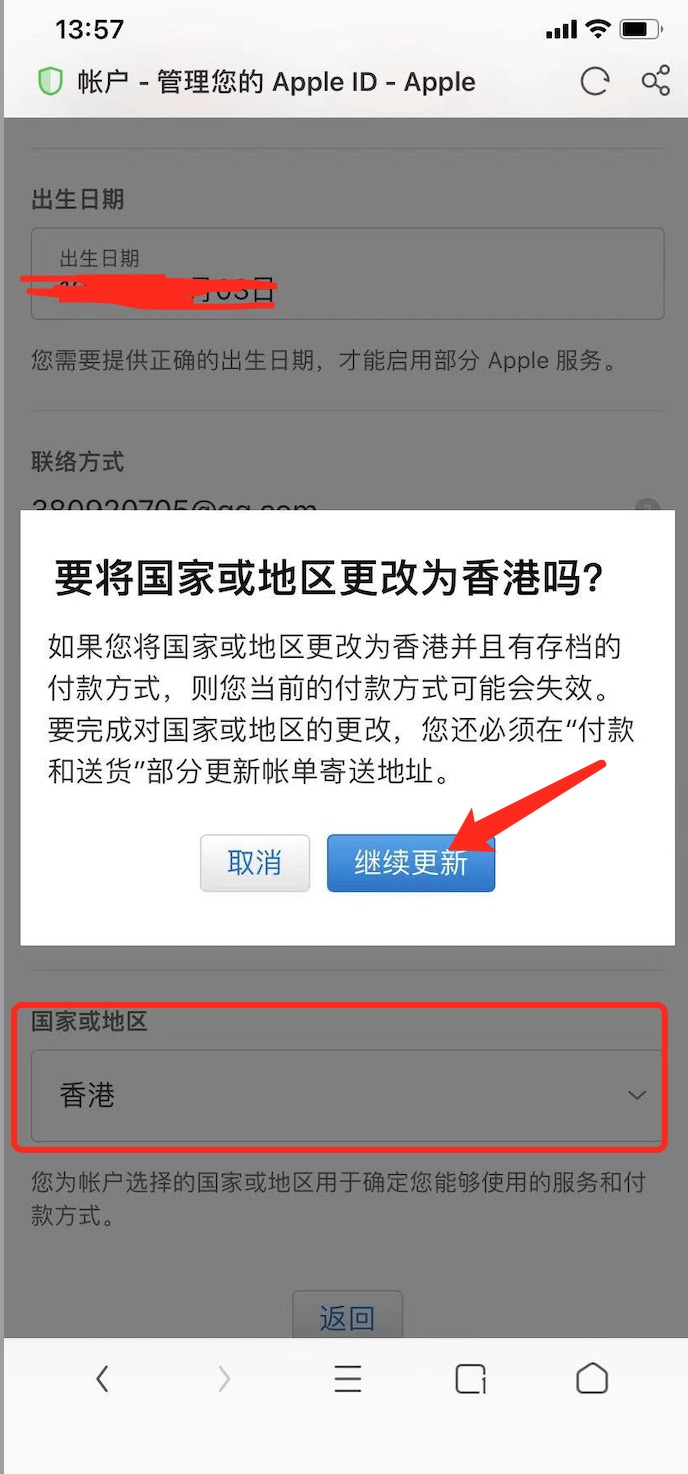 13:57
帐户 - 管理您的 Apple ID - Apple
出生日期
出生日期
月03日
您需要提供正确的出生日期，才能启用部分 Apple 服务。
联络方式
要将国家或地区更改为香港吗？
如果您将国家或地区更改为香港并且有存档的
付款方式，则您当前的付款方式可能会失效。
要完成对国家或地区的更改，您还必须在“付款
和送货”部分更新帐单寄送地址。
取消
继续更新
国家或地区
香港
您为帐户选择的国家或地区用于确定您能够使用的服务和付
款方式。
返回
1